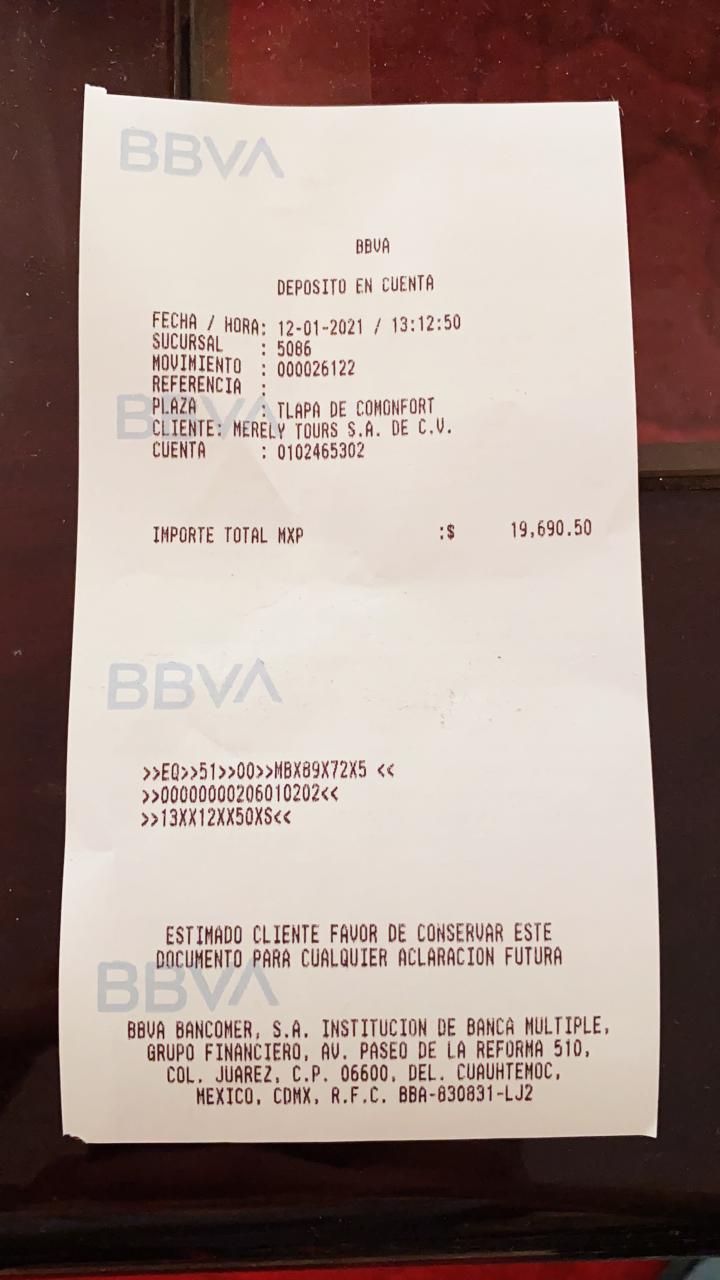 BBVA
BBVA
DEPOSITO EN CUENTA
FECHA / HORA: 12-01-2021 / 13:12:50
SUCURSAL : 5086
MOVIMIENTO : 000026122
REFERENCIA :
BBVA
PLAZA : TLAPA DE COMONFORT
CLIENTE: MERELY TOURS S.A. DE C.V.
CUENTA : 0102465302
IMPORTE TOTAL MXP :$ 19,690.50
BBVA
>>EQ>>51>>00>>MBX89X72X5 <<
>>00000000206010202<<
>>13XX12XX50XS<<
ESTIMADO CLIENTE FAVOR DE CONSERVAR ESTE
DOCUMENTO PARA CUALQUIER ACLARACION FUTURA
BBVA
BBVA BANCOMER, S.A. INSTITUCION DE BANCA MULTIPLE,
GRUPO FINANCIERO, AV. PASEO DE LA REFORMA 510,
COL. JUAREZ, C.P. 06600, DEL. CUAUHTEMOC,
MEXICO, CDMX, R.F.C. BBA-830831-LJ2